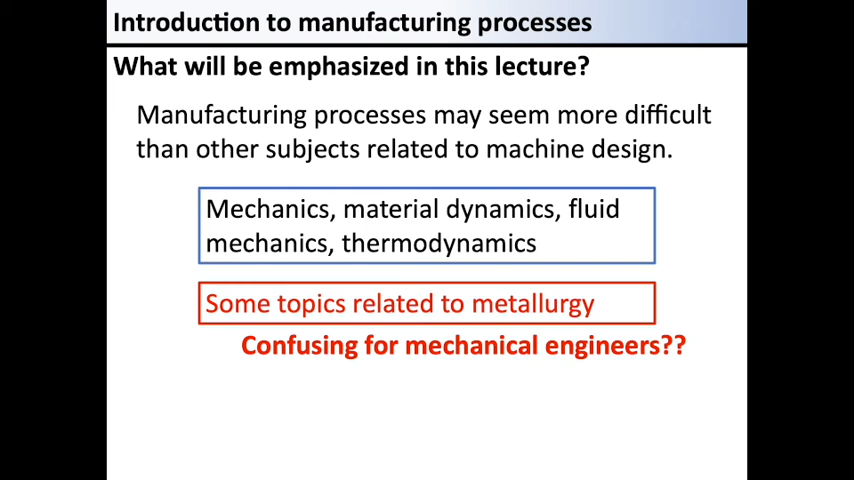 Introduction to manufacturing processes
What will be emphasized in this lecture?
Manufacturing processes may seem more difficult
than other subjects related to machine design.
Mechanics, material dynamics, fluid
mechanics, thermodynamics
Some topics related to metallurgy
Confusing for mechanical engineers??